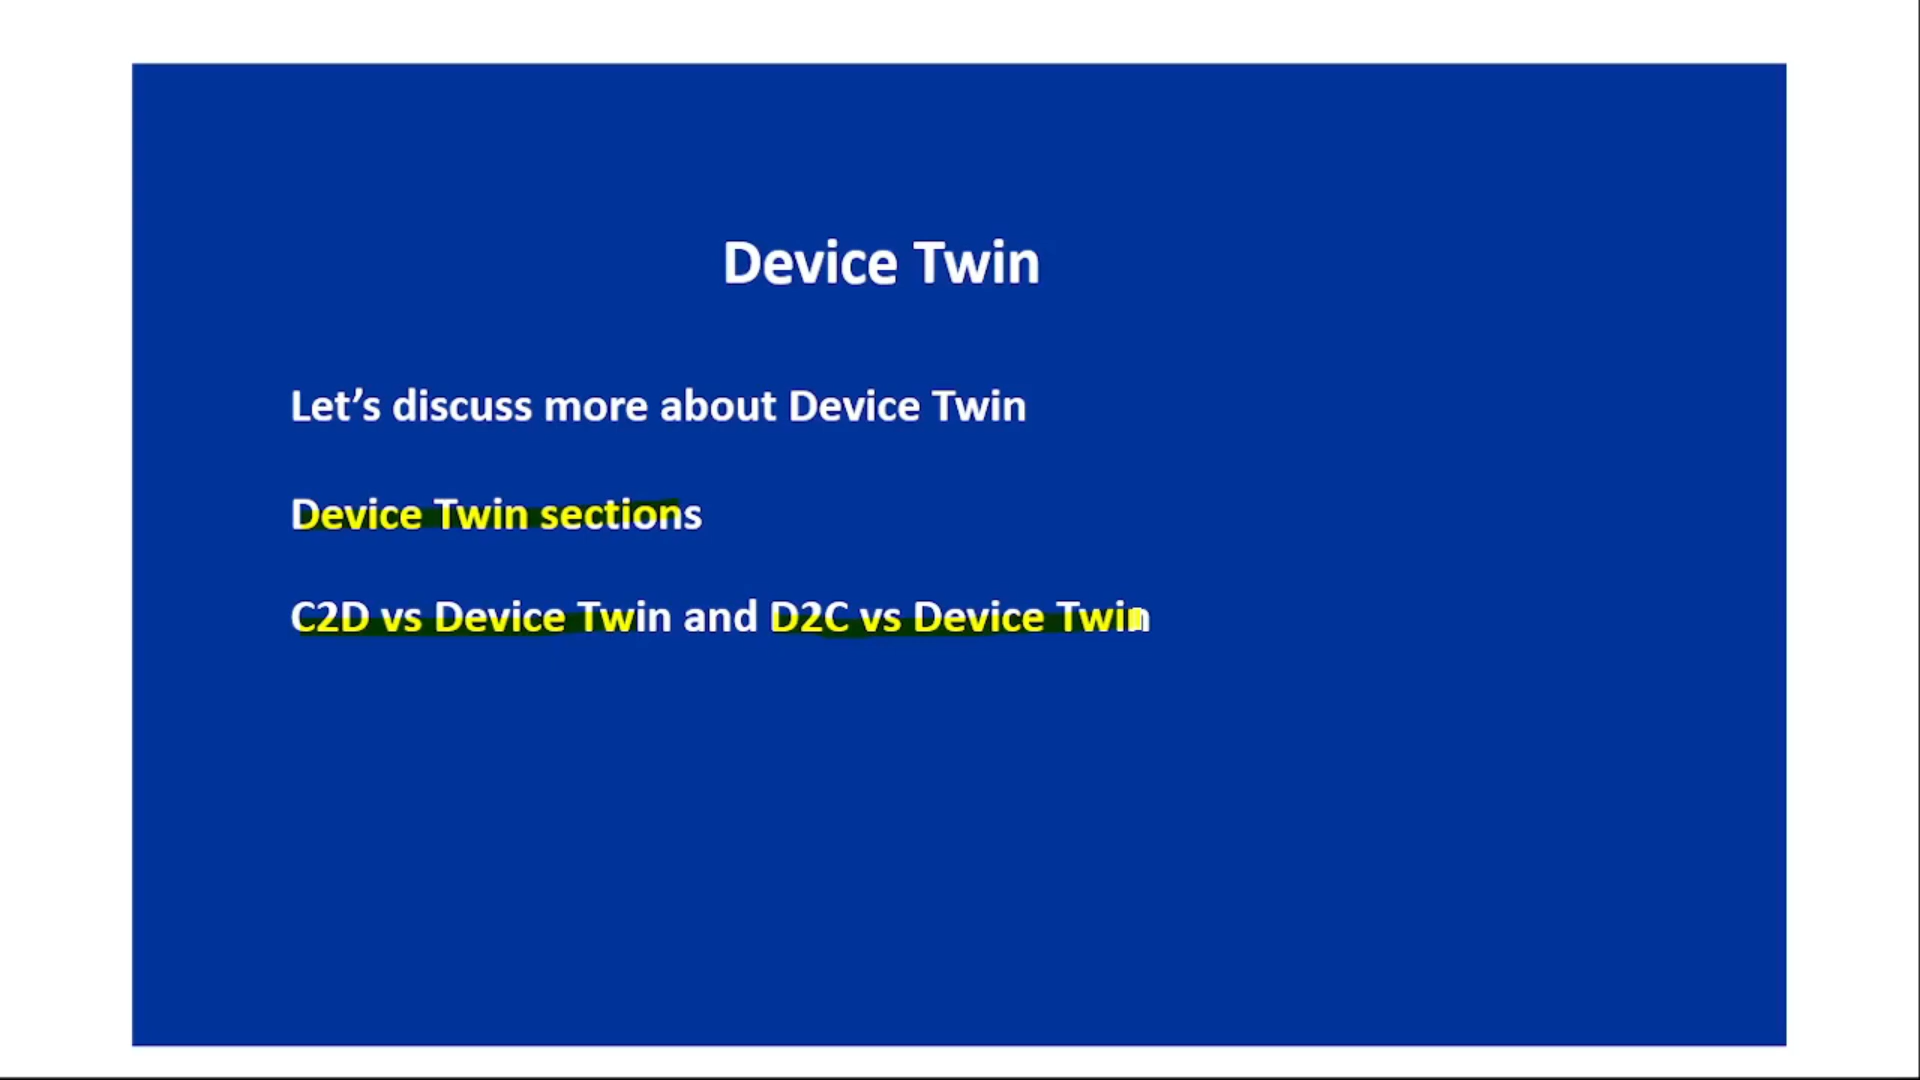 Device Twin
Let’s discuss more about Device Twin
Device Twin sections
C2D vs Device Twin and D2C vs Device Twin